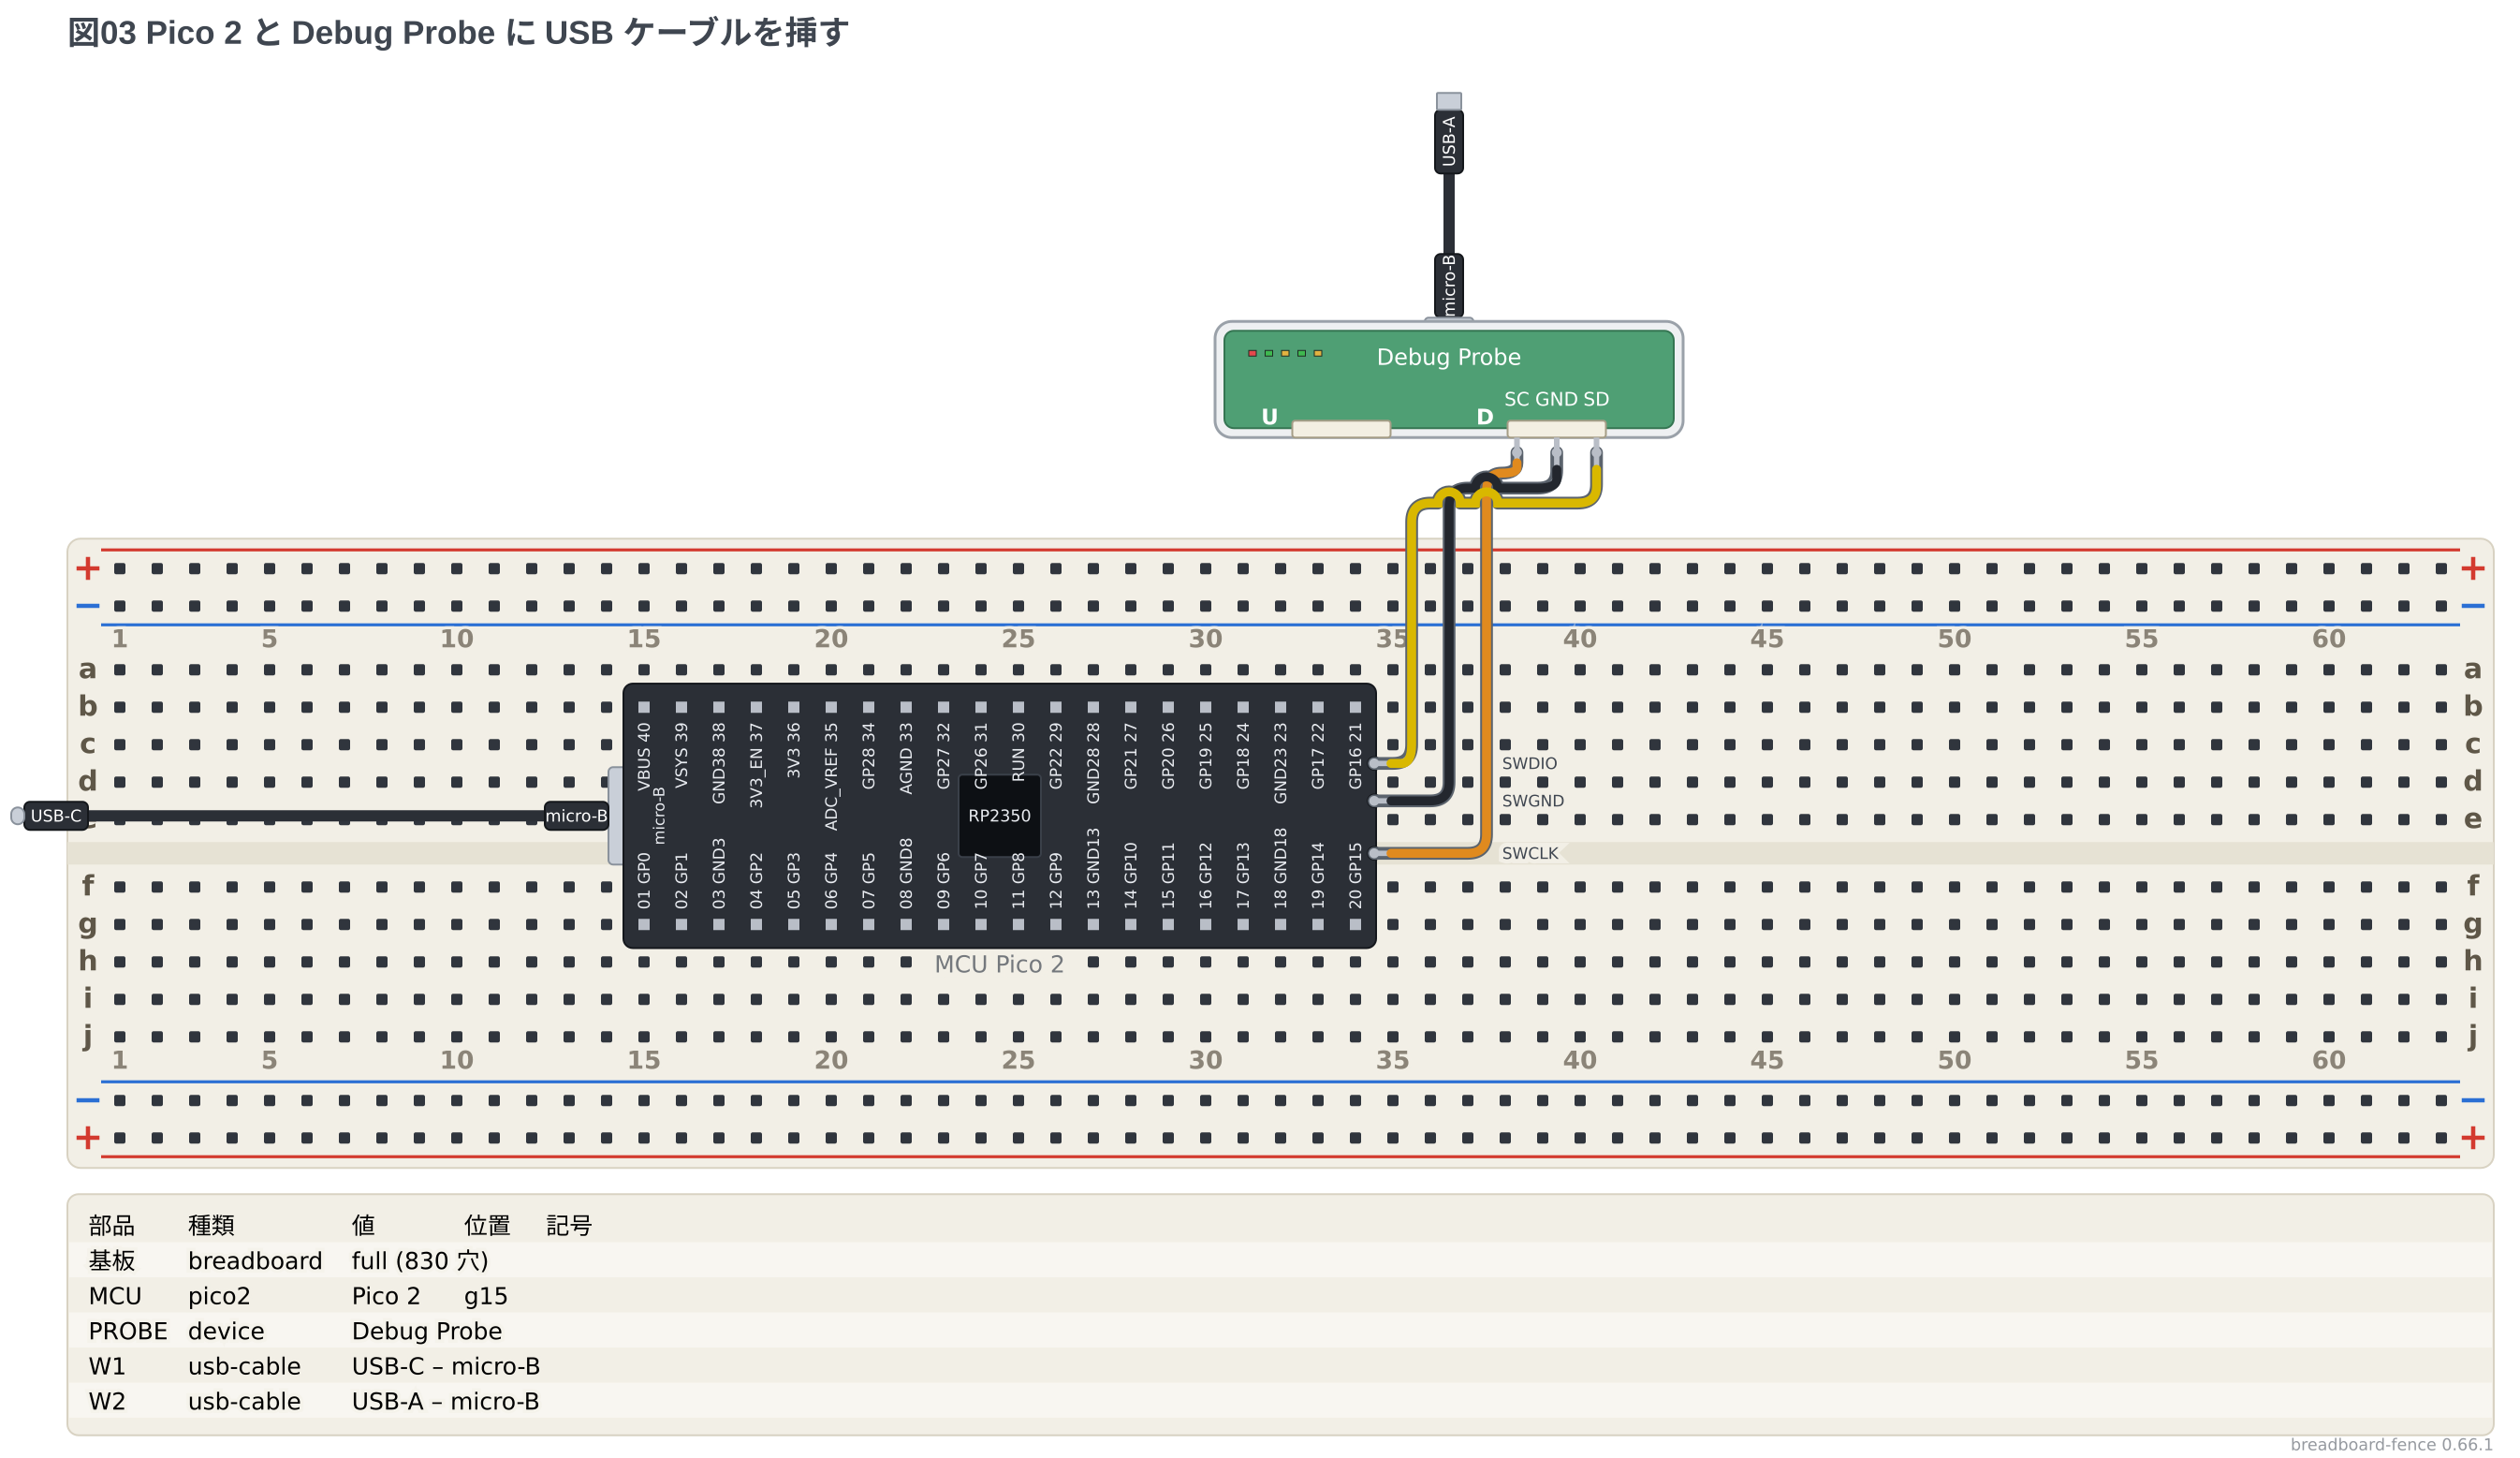 図03 Pico 2 と Debug Probe に USB ケーブルを挿す
USB-A
micro-B
Debug Probe
SC GND SD
U D
+ +
− −
1 5 10 15 20 25 30 35 40 45 50 55 60
a a
b b
c c
d d
e
f f
g g
h h
i i
j j
VBUS 40
VSYS 39
GND38 38
3V3_EN 37
3V3 36
ADC_VREF 35
GP28 34
AGND 33
GP27 32
GP26 31
RUN 30
GP22 29
GND28 28
GP21 27
GP20 26
GP19 25
GP18 24
GND23 23
GP17 22
GP16 21
SWDIO
SWGND
SWCLK
USB-C
micro-B
micro-B
RP2350
01 GP0
02 GP1
03 GND3
04 GP2
05 GP3
06 GP4
07 GP5
08 GND8
09 GP6
10 GP7
11 GP8
12 GP9
13 GND13
14 GP10
15 GP11
16 GP12
17 GP13
18 GND18
19 GP14
20 GP15
MCU Pico 2
1 5 10 15 20 25 30 35 40 45 50 55 60
− −
+ +
部品 種類 値 位置 記号
基板 breadboard full (830 穴)
MCU pico2 Pico 2 g15
PROBE device Debug Probe
W1 usb-cable USB-C – micro-B
W2 usb-cable USB-A – micro-B
breadboard-fence 0.66.1